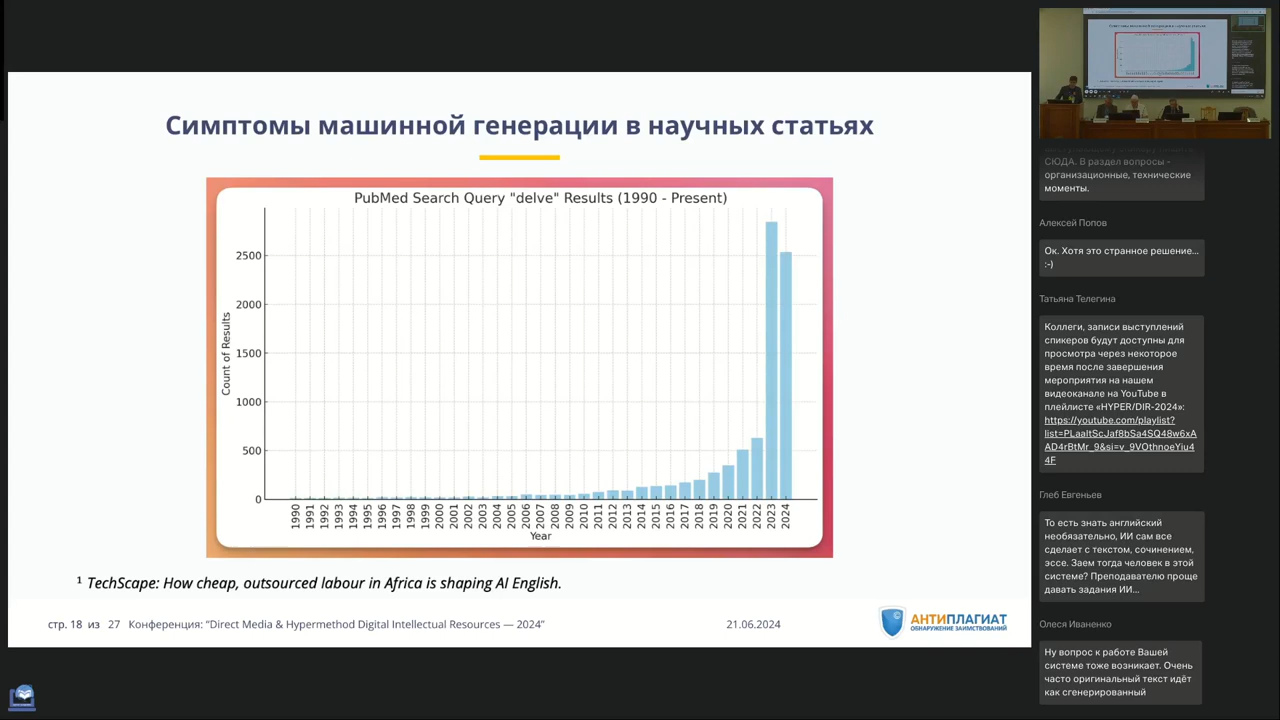 Симптомы машинной генерации в научных статьях
PubMed Search Query "delve" Results (1990 - Present)
Count of Results
2500
2000
1500
1000
500
0
1990 1991 1992 1993 1994 1995 1996 1997 1998 1999 2000 2001 2002 2003 2004 2005 2006 2007 2008 2009 2010 2011 2012 2013 2014 2015 2016 2017 2018 2019 2020 2021 2022 2023 2024
Year
¹ TechScape: How cheap, outsourced labour in Africa is shaping AI English.
стр. 18 из 27 Конференция: "Direct Media & Hypermethod Digital Intellectual Resources — 2024" 21.06.2024
АНТИПЛАГИАТ
ОБНАРУЖЕНИЕ ЗАИМСТВОВАНИЙ
СЮДА. В раздел вопросы -
организационные, технические
моменты.
Алексей Попов
Ок. Хотя это странное решение...
:-)
Татьяна Телегина
Коллеги, записи выступлений
спикеров будут доступны для
просмотра через некоторое
время после завершения
мероприятия на нашем
видеоканале на YouTube в
плейлисте «HYPER/DIR-2024»:
https://youtube.com/playlist?
list=PLaaltScJaf8bSa4SQ48w6xA
AD4rBtMr_9&si=v_9VOthnoeYiu4
4F
Глеб Евгеньев
То есть знать английский
необязательно, ИИ сам все
сделает с текстом, сочинением,
эссе. Заем тогда человек в этой
системе? Преподавателю проще
давать задания ИИ...
Олеся Иваненко
Ну вопрос к работе Вашей
системе тоже возникает. Очень
часто оригинальный текст идёт
как сгенерированный